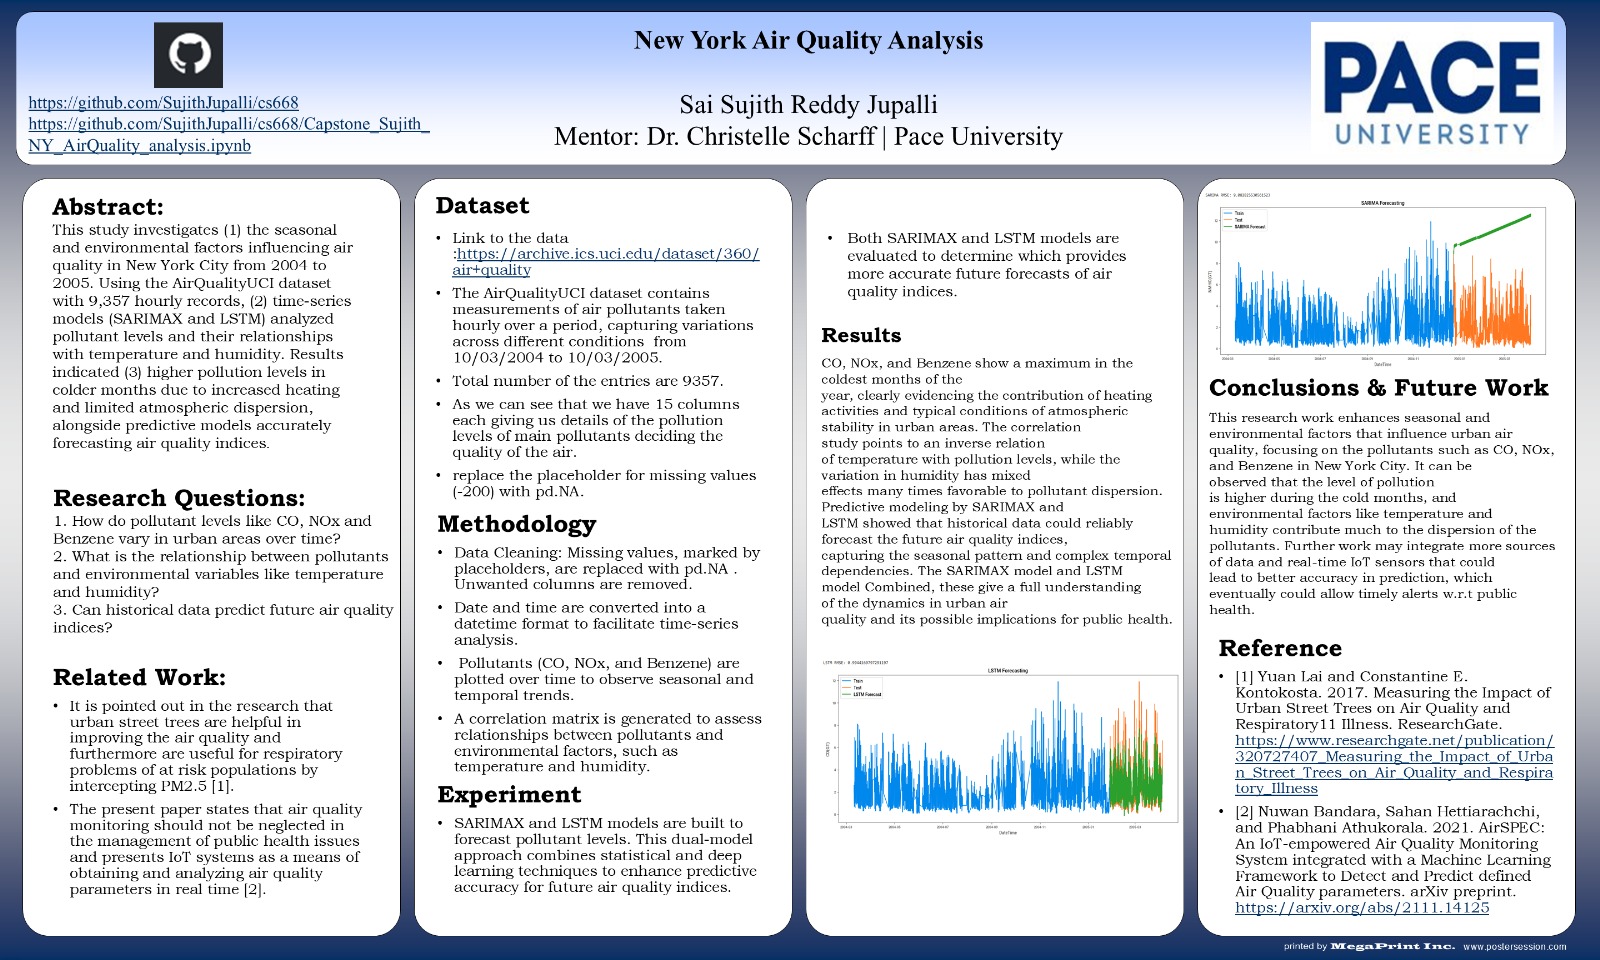 New York Air Quality Analysis
Sai Sujith Reddy Jupalli
Mentor: Dr. Christelle Scharff | Pace University
https://github.com/SujithJupalli/cs668
https://github.com/SujithJupalli/cs668/Capstone_Sujith_
NY_AirQuality_analysis.ipynb
PACE
UNIVERSITY
Abstract:
This study investigates (1) the seasonal
and environmental factors influencing air
quality in New York City from 2004 to
2005. Using the AirQualityUCI dataset
with 9,357 hourly records, (2) time-series
models (SARIMAX and LSTM) analyzed
pollutant levels and their relationships
with temperature and humidity. Results
indicated (3) higher pollution levels in
colder months due to increased heating
and limited atmospheric dispersion,
alongside predictive models accurately
forecasting air quality indices.
Research Questions:
1. How do pollutant levels like CO, NOx and
Benzene vary in urban areas over time?
2. What is the relationship between pollutants
and environmental variables like temperature
and humidity?
3. Can historical data predict future air quality
indices?
Related Work:
• It is pointed out in the research that
urban street trees are helpful in
improving the air quality and
furthermore are useful for respiratory
problems of at risk populations by
intercepting PM2.5 [1].
• The present paper states that air quality
monitoring should not be neglected in
the management of public health issues
and presents IoT systems as a means of
obtaining and analyzing air quality
parameters in real time [2].
Dataset
• Link to the data
:https://archive.ics.uci.edu/dataset/360/
air+quality
• The AirQualityUCI dataset contains
measurements of air pollutants taken
hourly over a period, capturing variations
across different conditions  from
10/03/2004 to 10/03/2005.
• Total number of the entries are 9357.
• As we can see that we have 15 columns
each giving us details of the pollution
levels of main pollutants deciding the
quality of the air.
• replace the placeholder for missing values
(-200) with pd.NA.
Methodology
• Data Cleaning: Missing values, marked by
placeholders, are replaced with pd.NA .
Unwanted columns are removed.
• Date and time are converted into a
datetime format to facilitate time-series
analysis.
• Pollutants (CO, NOx, and Benzene) are
plotted over time to observe seasonal and
temporal trends.
• A correlation matrix is generated to assess
relationships between pollutants and
environmental factors, such as
temperature and humidity.
Experiment
• SARIMAX and LSTM models are built to
forecast pollutant levels. This dual-model
approach combines statistical and deep
learning techniques to enhance predictive
accuracy for future air quality indices.
• Both SARIMAX and LSTM models are
evaluated to determine which provides
more accurate future forecasts of air
quality indices.
Results
CO, NOx, and Benzene show a maximum in the
coldest months of the
year, clearly evidencing the contribution of heating
activities and typical conditions of atmospheric
stability in urban areas. The correlation
study points to an inverse relation
of temperature with pollution levels, while the
variation in humidity has mixed
effects many times favorable to pollutant dispersion.
Predictive modeling by SARIMAX and
LSTM showed that historical data could reliably
forecast the future air quality indices,
capturing the seasonal pattern and complex temporal
dependencies. The SARIMAX model and LSTM
model Combined, these give a full understanding
of the dynamics in urban air
quality and its possible implications for public health.
LSTM Forecasting
Train
Test
LSTM Forecast
DateTime
SARIMA Forecasting
Train
Test
SARIMA Forecast
DateTime
Conclusions & Future Work
This research work enhances seasonal and
environmental factors that influence urban air
quality, focusing on the pollutants such as CO, NOx,
and Benzene in New York City. It can be
observed that the level of pollution
is higher during the cold months, and
environmental factors like temperature and
humidity contribute much to the dispersion of the
pollutants. Further work may integrate more sources
of data and real-time IoT sensors that could
lead to better accuracy in prediction, which
eventually could allow timely alerts w.r.t public
health.
Reference
• [1] Yuan Lai and Constantine E.
Kontokosta. 2017. Measuring the Impact of
Urban Street Trees on Air Quality and
Respiratory11 Illness. ResearchGate.
https://www.researchgate.net/publication/
320727407_Measuring_the_Impact_of_Urba
n_Street_Trees_on_Air_Quality_and_Respira
tory_Illness
• [2] Nuwan Bandara, Sahan Hettiarachchi,
and Phabhani Athukorala. 2021. AirSPEC:
An IoT-empowered Air Quality Monitoring
System integrated with a Machine Learning
Framework to Detect and Predict defined
Air Quality parameters. arXiv preprint.
https://arxiv.org/abs/2111.14125
printed by MegaPrint Inc. www.postersession.com